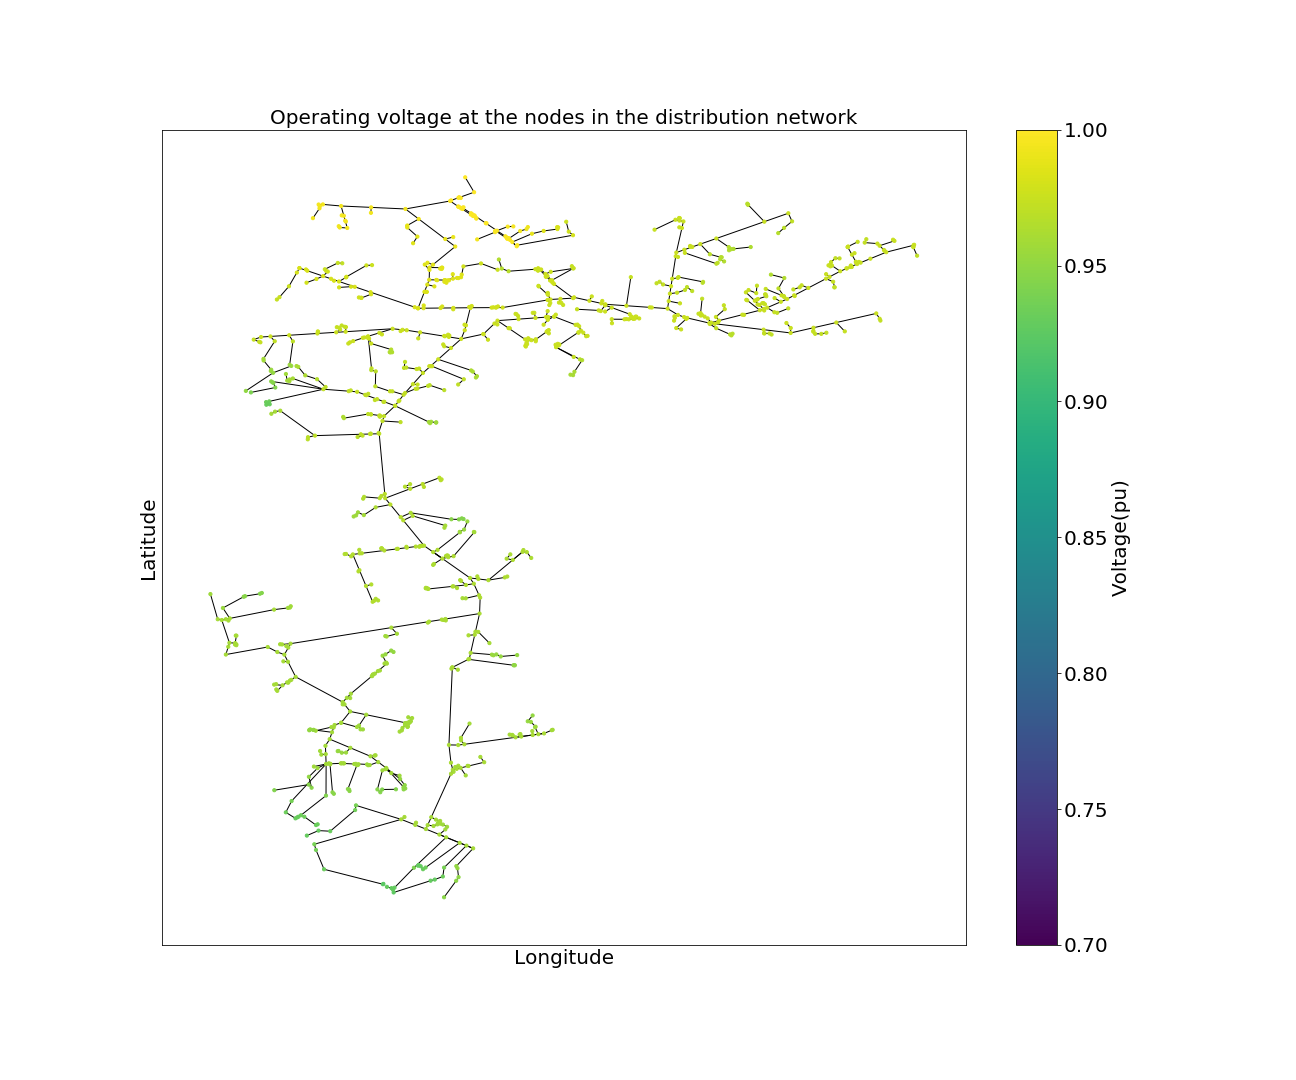 Operating voltage at the nodes in the distribution network
Latitude
Longitude
1.00
0.95
0.90
0.85
0.80
0.75
0.70
Voltage(pu)